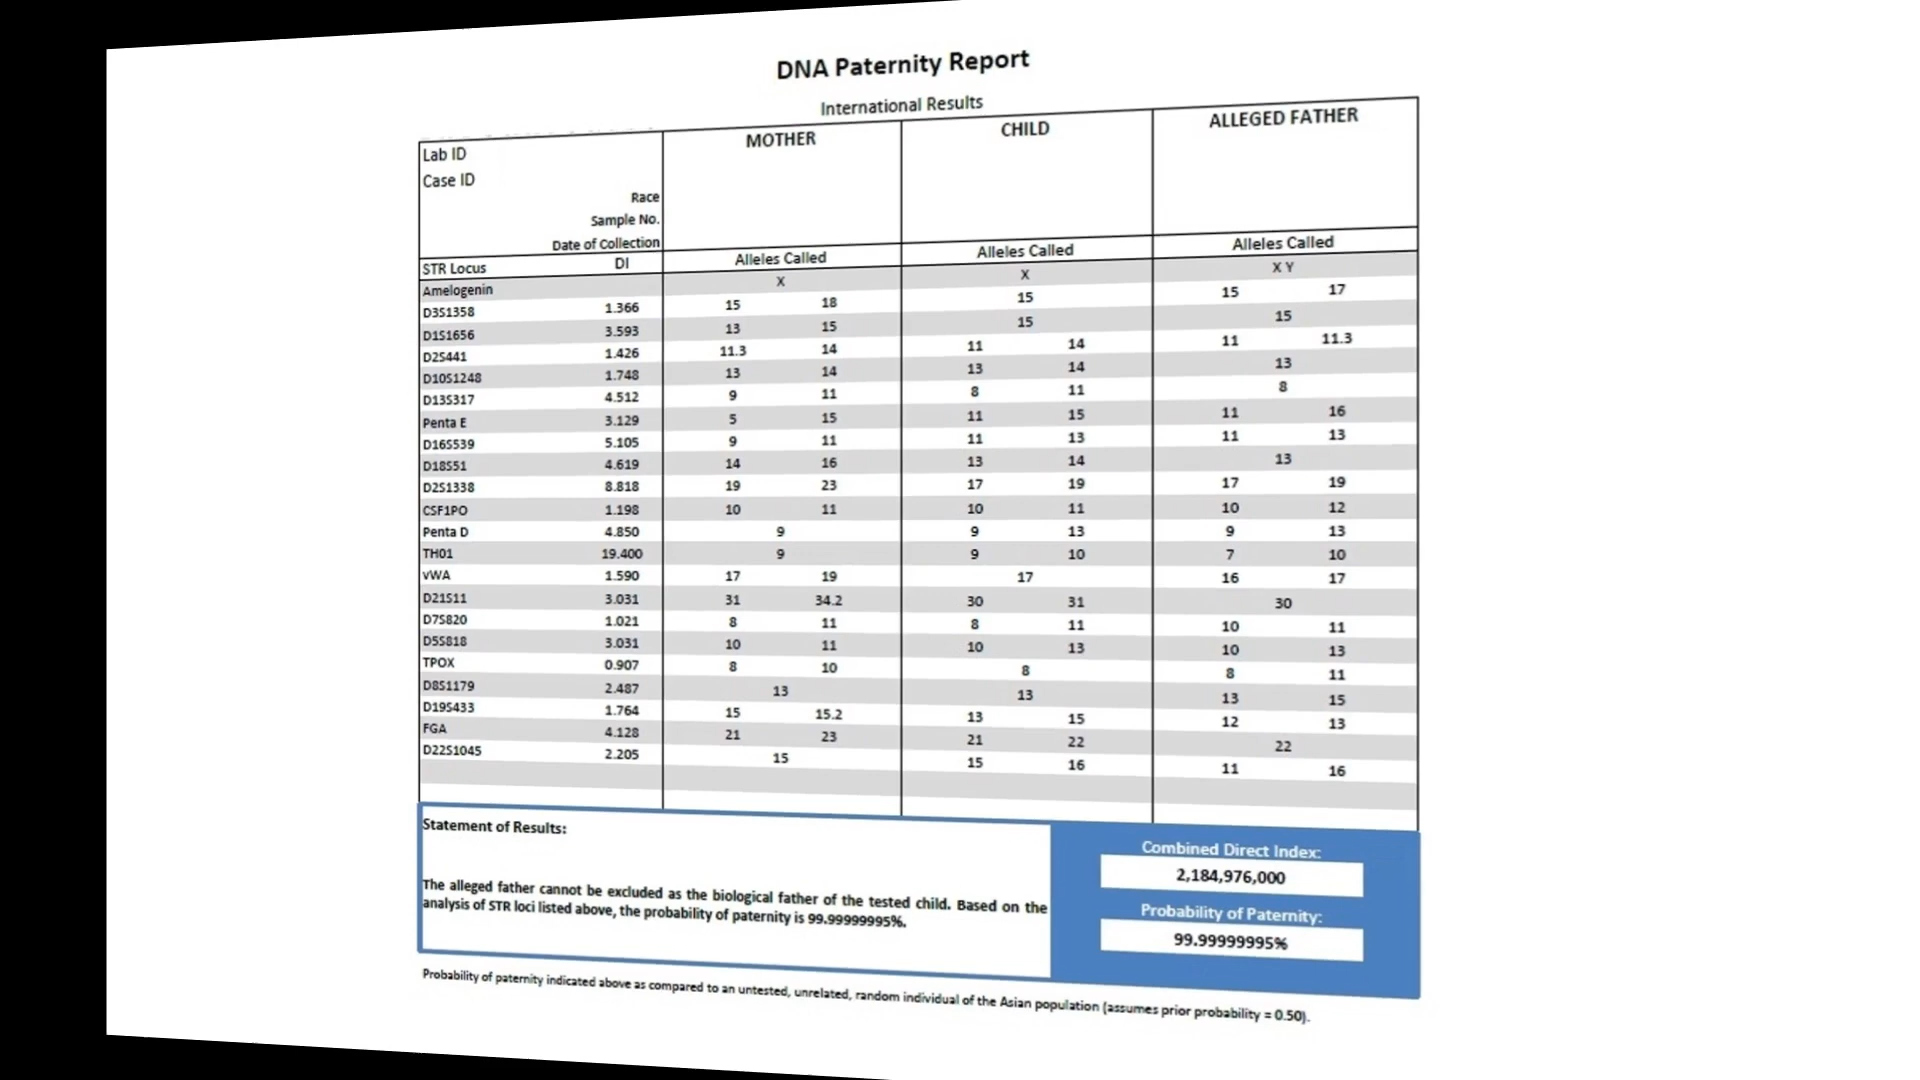 DNA Paternity Report
International Results
Lab ID
Case ID
MOTHER CHILD ALLEGED FATHER
Race
Sample No.
Date of Collection
STR Locus DI Alleles Called Alleles Called Alleles Called
Amelogenin X X X Y
D3S1358 1.366 15 18 15 15 17
D1S1656 3.593 13 15 15 15
D2S441 1.426 11.3 14 11 14 11 11.3
D10S1248 1.748 13 14 13 14 13
D13S317 4.512 9 11 8 11 8
Penta E 3.129 5 15 11 15 11 16
D16S539 5.105 9 11 11 13 11 13
D18S51 4.619 14 16 13 14 13
D2S1338 8.818 19 23 17 19 17 19
CSF1PO 1.198 10 11 10 11 10 12
Penta D 4.850 9 9 13 9 13
TH01 19.400 9 9 10 7 10
vWA 1.590 17 19 17 16 17
D21S11 3.031 31 34.2 30 31 30
D7S820 1.021 8 11 8 11 10 11
D5S818 3.031 10 11 10 13 10 13
TPOX 0.907 8 10 8 8 11
D8S1179 2.487 13 13 13 15
D19S433 1.764 15 15.2 13 15 12 13
FGA 4.128 21 23 21 22 22
D22S1045 2.205 15 15 16 11 16
Statement of Results:
The alleged father cannot be excluded as the biological father of the tested child. Based on the
analysis of STR loci listed above, the probability of paternity is 99.99999995%.
Combined Direct Index:
2,184,976,000
Probability of Paternity:
99.99999995%
Probability of paternity indicated above as compared to an untested, unrelated, random individual of the Asian population (assumes prior probability = 0.50).